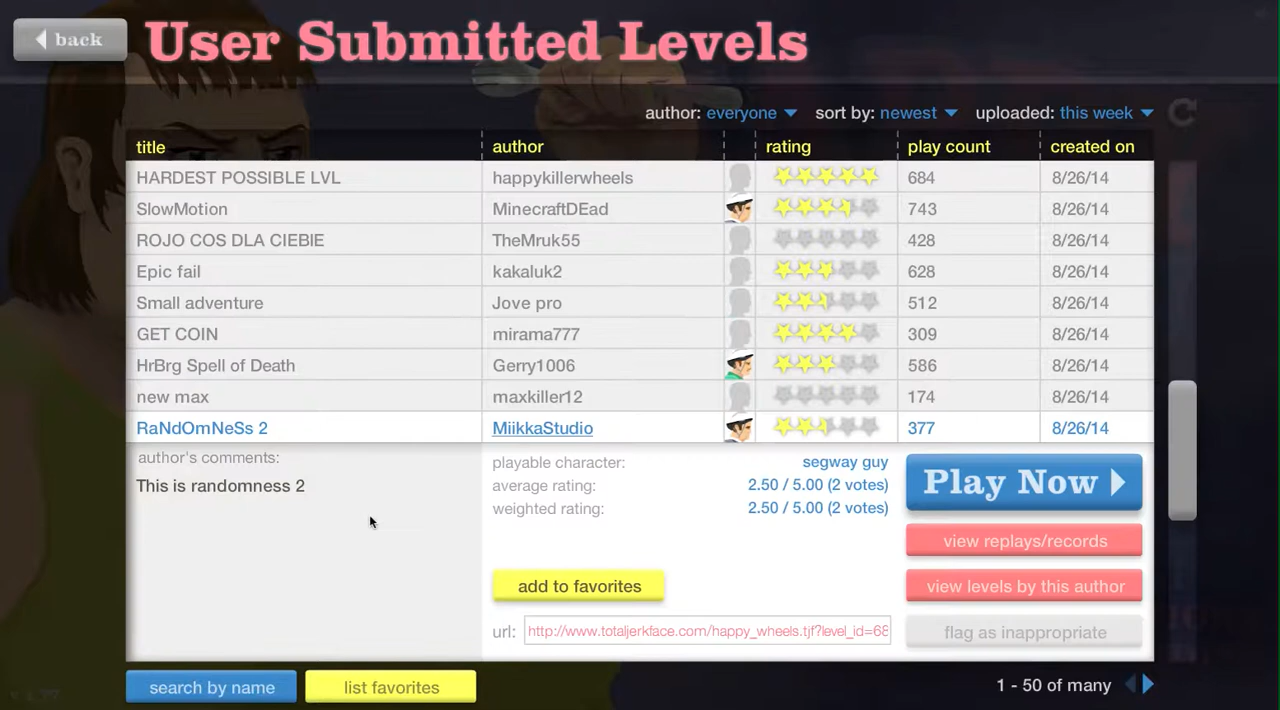 back
User Submitted Levels
author: everyone sort by: newest uploaded: this week
title author rating play count created on
HARDEST POSSIBLE LVL happykillerwheels 684 8/26/14
SlowMotion MinecraftDEad 743 8/26/14
ROJO COS DLA CIEBIE TheMruk55 428 8/26/14
Epic fail kakaluk2 628 8/26/14
Small adventure Jove pro 512 8/26/14
GET COIN mirama777 309 8/26/14
HrBrg Spell of Death Gerry1006 586 8/26/14
new max maxkiller12 174 8/26/14
RaNdOmNeSs 2 MiikkaStudio 377 8/26/14
author's comments:
This is randomness 2
playable character: segway guy
average rating: 2.50 / 5.00 (2 votes)
weighted rating: 2.50 / 5.00 (2 votes)
add to favorites
url: http://www.totaljerkface.com/happy_wheels.tjf?level_id=68
Play Now
view replays/records
view levels by this author
flag as inappropriate
search by name list favorites 1 - 50 of many